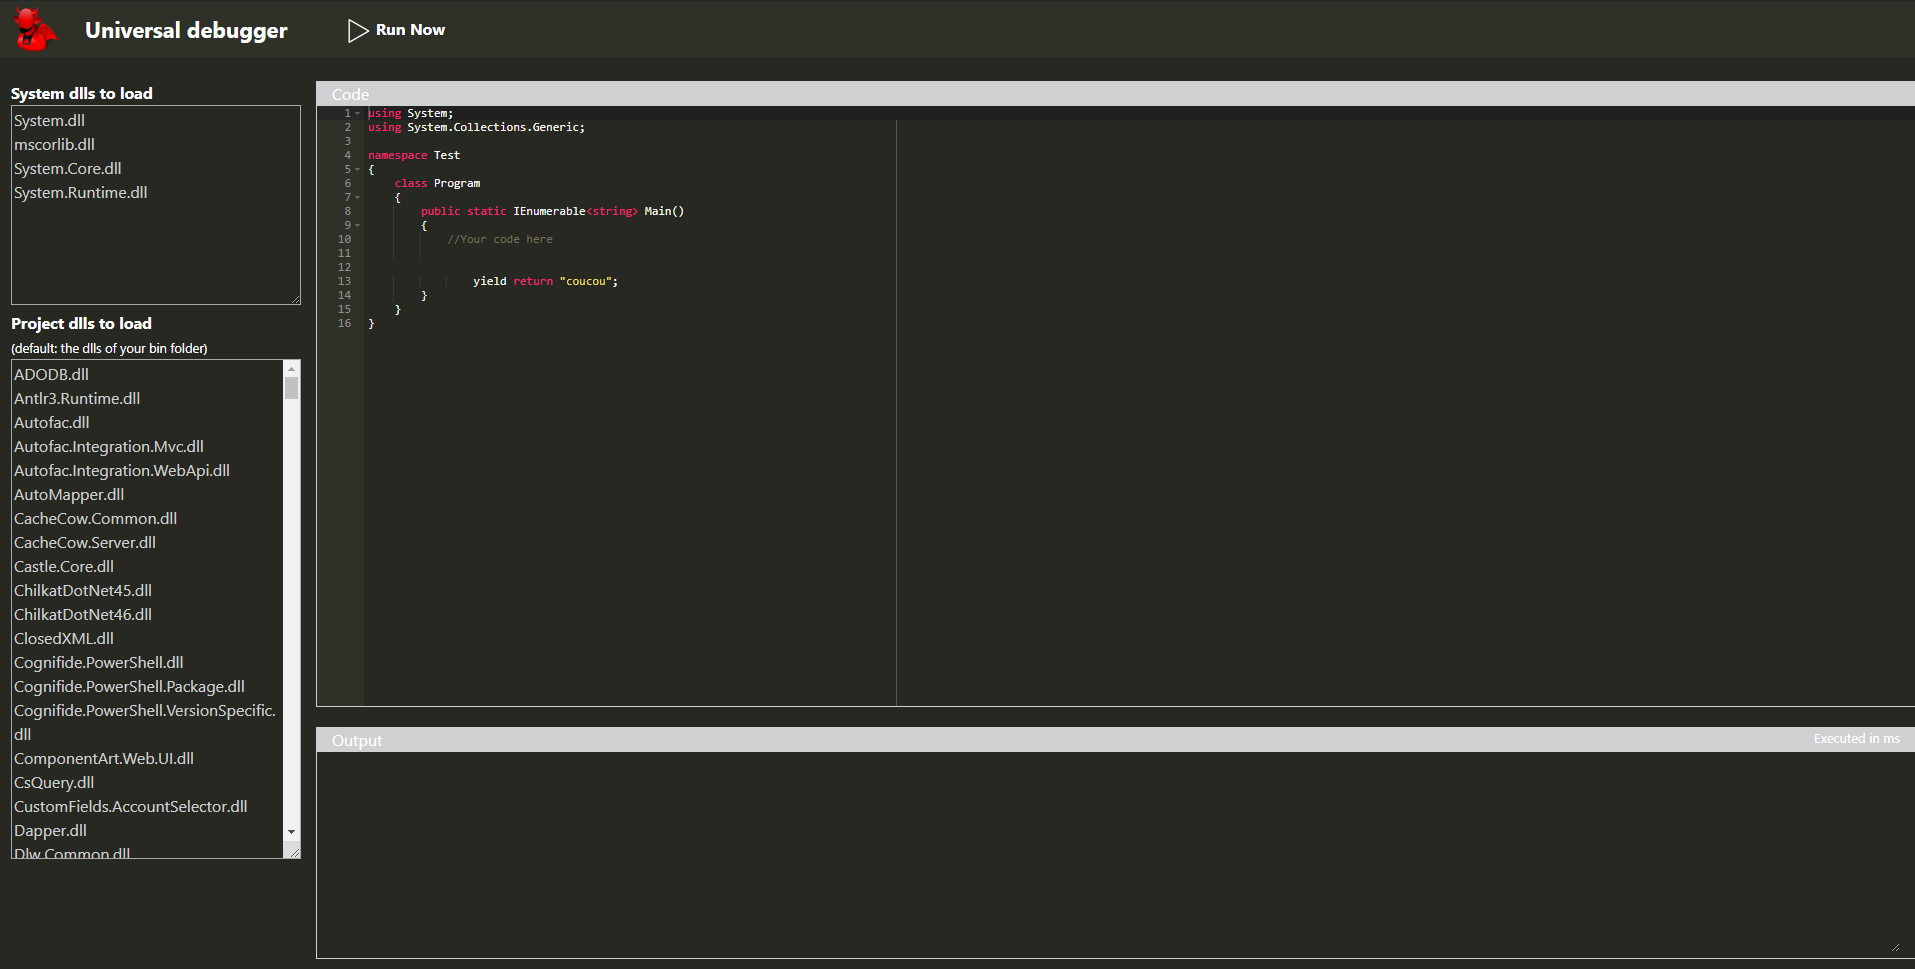 Universal debugger
Run Now
System dlls to load
System.dll
mscorlib.dll
System.Core.dll
System.Runtime.dll
Project dlls to load
(default: the dlls of your bin folder)
ADODB.dll
Antlr3.Runtime.dll
Autofac.dll
Autofac.Integration.Mvc.dll
Autofac.Integration.WebApi.dll
AutoMapper.dll
CacheCow.Common.dll
CacheCow.Server.dll
Castle.Core.dll
ChilkatDotNet45.dll
ChilkatDotNet46.dll
ClosedXML.dll
Cognifide.PowerShell.dll
Cognifide.PowerShell.Package.dll
Cognifide.PowerShell.VersionSpecific.
dll
ComponentArt.Web.UI.dll
CsQuery.dll
CustomFields.AccountSelector.dll
Dapper.dll
Dlw.Common.dll
Code
1 using System;
2 using System.Collections.Generic;
3
4 namespace Test
5 {
6 class Program
7 {
8 public static IEnumerable<string> Main()
9 {
10 //Your code here
11
12
13 yield return "coucou";
14 }
15 }
16 }
Output
Executed in ms